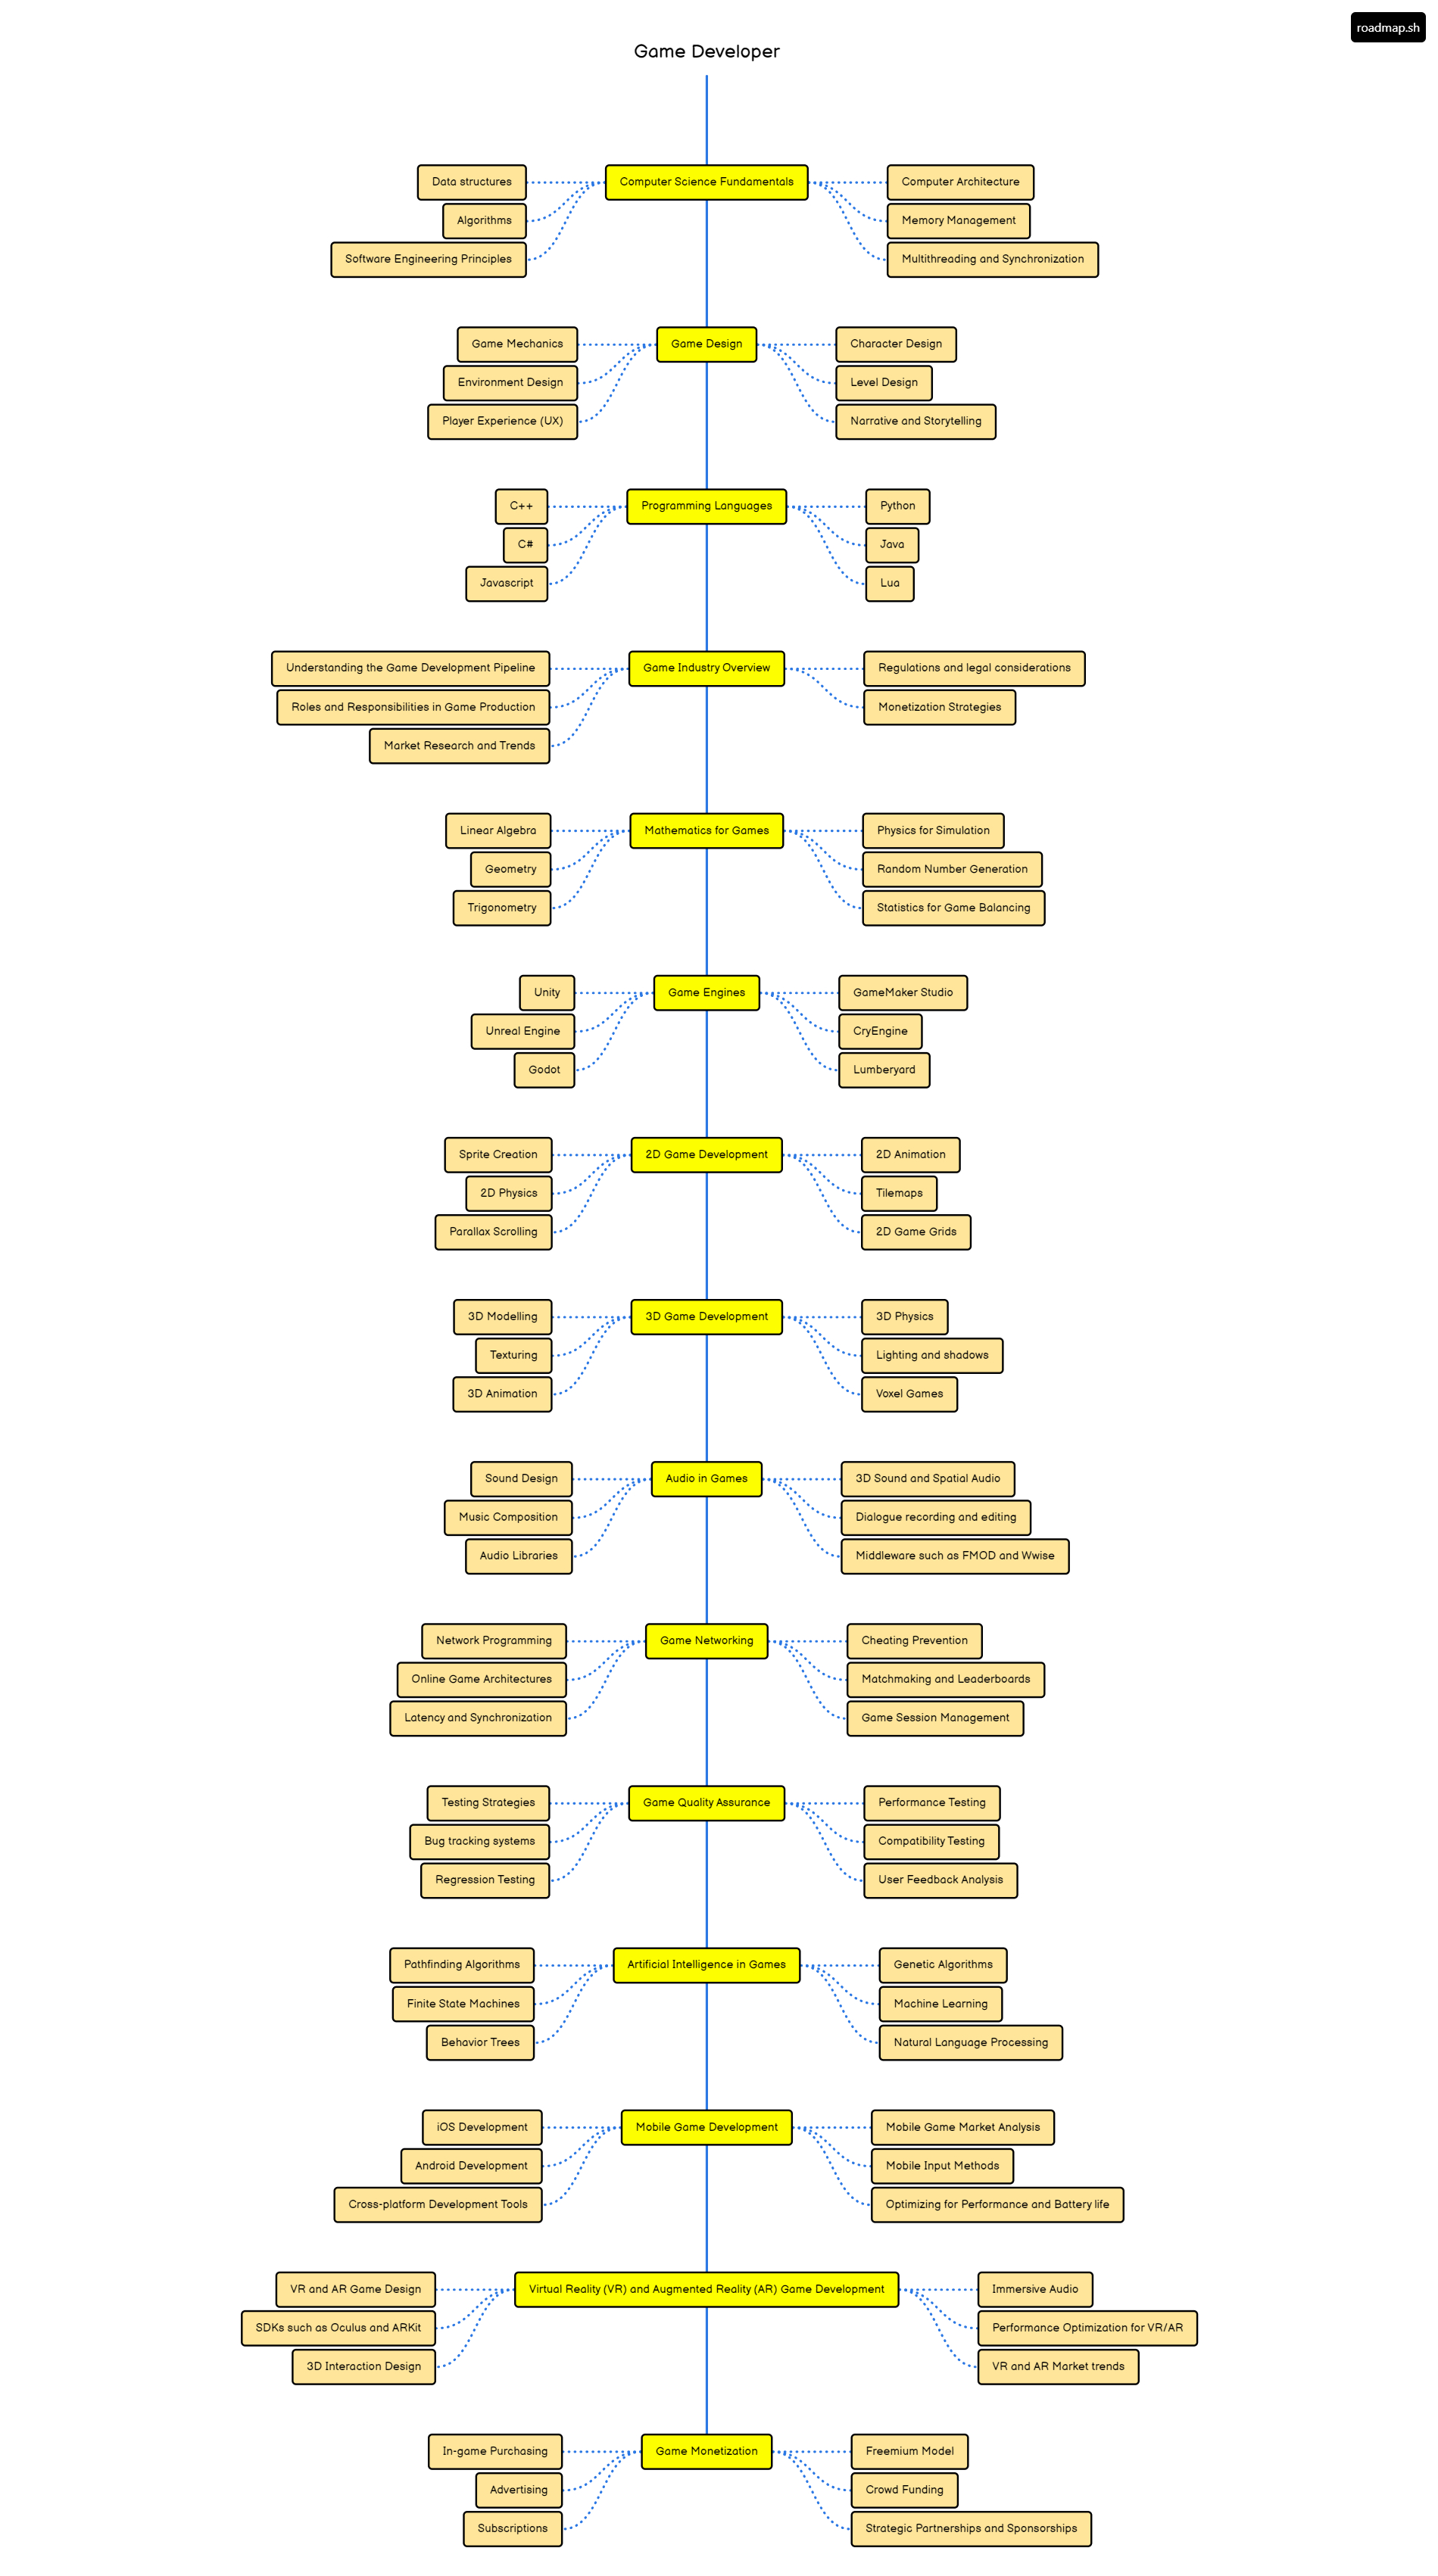 roadmap.sh
Game Developer
Data structures
Algorithms
Software Engineering Principles
Computer Science Fundamentals
Computer Architecture
Memory Management
Multithreading and Synchronization
Game Mechanics
Environment Design
Player Experience (UX)
Game Design
Character Design
Level Design
Narrative and Storytelling
C++
C#
Javascript
Programming Languages
Python
Java
Lua
Understanding the Game Development Pipeline
Roles and Responsibilities in Game Production
Market Research and Trends
Game Industry Overview
Regulations and legal considerations
Monetization Strategies
Linear Algebra
Geometry
Trigonometry
Mathematics for Games
Physics for Simulation
Random Number Generation
Statistics for Game Balancing
Unity
Unreal Engine
Godot
Game Engines
GameMaker Studio
CryEngine
Lumberyard
Sprite Creation
2D Physics
Parallax Scrolling
2D Game Development
2D Animation
Tilemaps
2D Game Grids
3D Modelling
Texturing
3D Animation
3D Game Development
3D Physics
Lighting and shadows
Voxel Games
Sound Design
Music Composition
Audio Libraries
Audio in Games
3D Sound and Spatial Audio
Dialogue recording and editing
Middleware such as FMOD and Wwise
Network Programming
Online Game Architectures
Latency and Synchronization
Game Networking
Cheating Prevention
Matchmaking and Leaderboards
Game Session Management
Testing Strategies
Bug tracking systems
Regression Testing
Game Quality Assurance
Performance Testing
Compatibility Testing
User Feedback Analysis
Pathfinding Algorithms
Finite State Machines
Behavior Trees
Artificial Intelligence in Games
Genetic Algorithms
Machine Learning
Natural Language Processing
iOS Development
Android Development
Cross-platform Development Tools
Mobile Game Development
Mobile Game Market Analysis
Mobile Input Methods
Optimizing for Performance and Battery life
VR and AR Game Design
SDKs such as Oculus and ARKit
3D Interaction Design
Virtual Reality (VR) and Augmented Reality (AR) Game Development
Immersive Audio
Performance Optimization for VR/AR
VR and AR Market trends
In-game Purchasing
Advertising
Subscriptions
Game Monetization
Freemium Model
Crowd Funding
Strategic Partnerships and Sponsorships